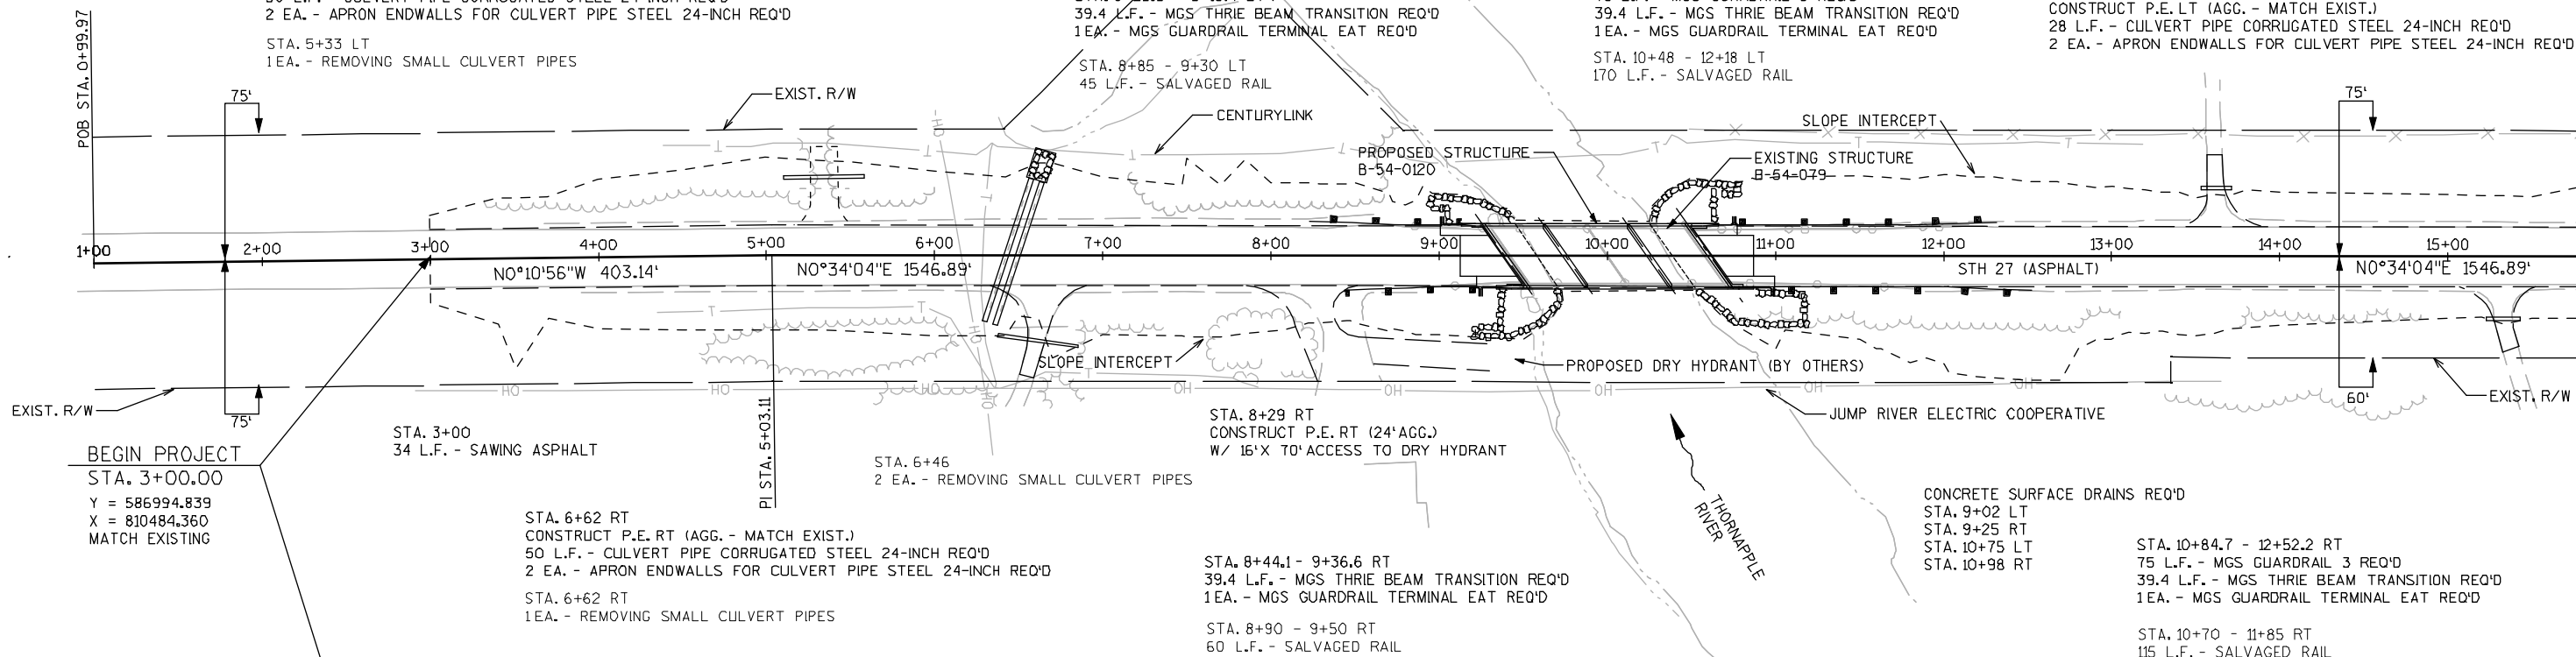 POB STA. 0+99.97
2 EA. - APRON ENDWALLS FOR CULVERT PIPE STEEL 24-INCH REQ'D
STA. 5+33 LT
1 EA. - REMOVING SMALL CULVERT PIPES
39.4 L.F. - MGS THRIE BEAM TRANSITION REQ'D
1 EA. - MGS GUARDRAIL TERMINAL EAT REQ'D
STA. 8+85 - 9+30 LT
45 L.F. - SALVAGED RAIL
39.4 L.F. - MGS THRIE BEAM TRANSITION REQ'D
1 EA. - MGS GUARDRAIL TERMINAL EAT REQ'D
STA. 10+48 - 12+18 LT
170 L.F. - SALVAGED RAIL
CONSTRUCT P.E. LT (AGG. - MATCH EXIST.)
28 L.F. - CULVERT PIPE CORRUGATED STEEL 24-INCH REQ'D
2 EA. - APRON ENDWALLS FOR CULVERT PIPE STEEL 24-INCH REQ'D
75'
EXIST. R/W
CENTURYLINK
SLOPE INTERCEPT
75'
PROPOSED STRUCTURE
B-54-0120
EXISTING STRUCTURE
B-54-079
1+00
2+00
3+00
4+00
5+00
6+00
7+00
8+00
9+00
10+00
11+00
12+00
13+00
14+00
15+00
N0°10'56"W 403.14'
N0°34'04"E 1546.89'
STH 27 (ASPHALT)
N0°34'04"E 1546.89'
SLOPE INTERCEPT
PROPOSED DRY HYDRANT (BY OTHERS)
OH
OH
OH
OH
OH
OH
OH
OH
EXIST. R/W
75'
JUMP RIVER ELECTRIC COOPERATIVE
60'
EXIST. R/W
BEGIN PROJECT
STA. 3+00.00
Y = 586994.839
X = 810484.360
MATCH EXISTING
STA. 3+00
34 L.F. - SAWING ASPHALT
PI STA. 5+03.11
STA. 6+46
2 EA. - REMOVING SMALL CULVERT PIPES
STA. 8+29 RT
CONSTRUCT P.E. RT (24' AGG.)
W/ 16'X 70' ACCESS TO DRY HYDRANT
STA. 6+62 RT
CONSTRUCT P.E. RT (AGG. - MATCH EXIST.)
50 L.F. - CULVERT PIPE CORRUGATED STEEL 24-INCH REQ'D
2 EA. - APRON ENDWALLS FOR CULVERT PIPE STEEL 24-INCH REQ'D
STA. 6+62 RT
1 EA. - REMOVING SMALL CULVERT PIPES
STA. 8+44.1 - 9+36.6 RT
39.4 L.F. - MGS THRIE BEAM TRANSITION REQ'D
1 EA. - MGS GUARDRAIL TERMINAL EAT REQ'D
STA. 8+90 - 9+50 RT
60 L.F. - SALVAGED RAIL
THORNAPPLE
RIVER
CONCRETE SURFACE DRAINS REQ'D
STA. 9+02 LT
STA. 9+25 RT
STA. 10+75 LT
STA. 10+98 RT
STA. 10+84.7 - 12+52.2 RT
75 L.F. - MGS GUARDRAIL 3 REQ'D
39.4 L.F. - MGS THRIE BEAM TRANSITION REQ'D
1 EA. - MGS GUARDRAIL TERMINAL EAT REQ'D
STA. 10+70 - 11+85 RT
115 L.F. - SALVAGED RAIL